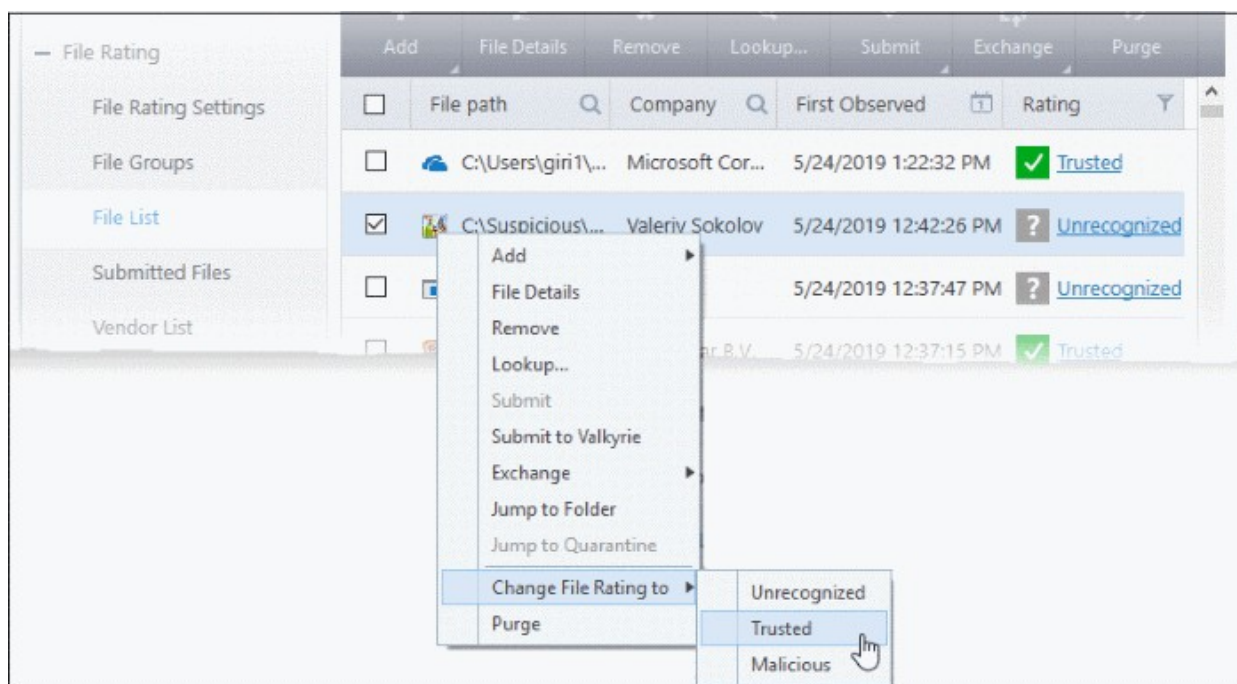 Add File Details Remove Lookup... Submit Exchange Purge
File Rating
File Rating Settings
File Groups
File List
Submitted Files
Vendor List
File path Company First Observed 1 Rating
C:\Users\giri1\... Microsoft Cor... 5/24/2019 1:22:32 PM Trusted
C:\Suspicious\... Valeriy Sokolov 5/24/2019 12:42:26 PM ? Unrecognized
5/24/2019 12:37:47 PM ? Unrecognized
ar B.V. 5/24/2019 12:37:15 PM Trusted
Add
File Details
Remove
Lookup...
Submit
Submit to Valkyrie
Exchange
Jump to Folder
Jump to Quarantine
Change File Rating to
Purge
Unrecognized
Trusted
Malicious